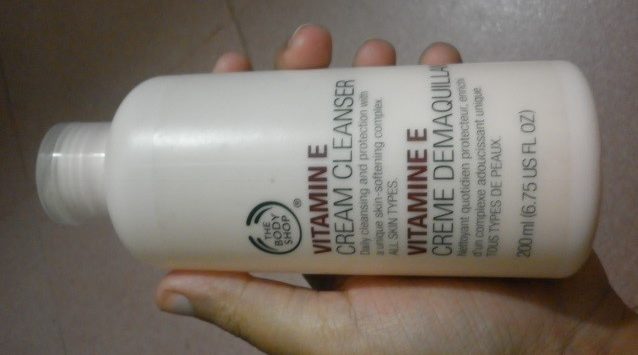 THE
BODY
SHOP
®
VITAMIN E
CREAM CLEANSER
Daily cleansing and protection with
a unique skin-softening complex.
ALL SKIN TYPES.
VITAMINE E
CREME DEMAQUILLA
Nettoyant quotidien protecteur, enrichi
d'un complexe adoucissant unique.
TOUS TYPES DE PEAUX.
200 ml (6.75 US FL OZ)